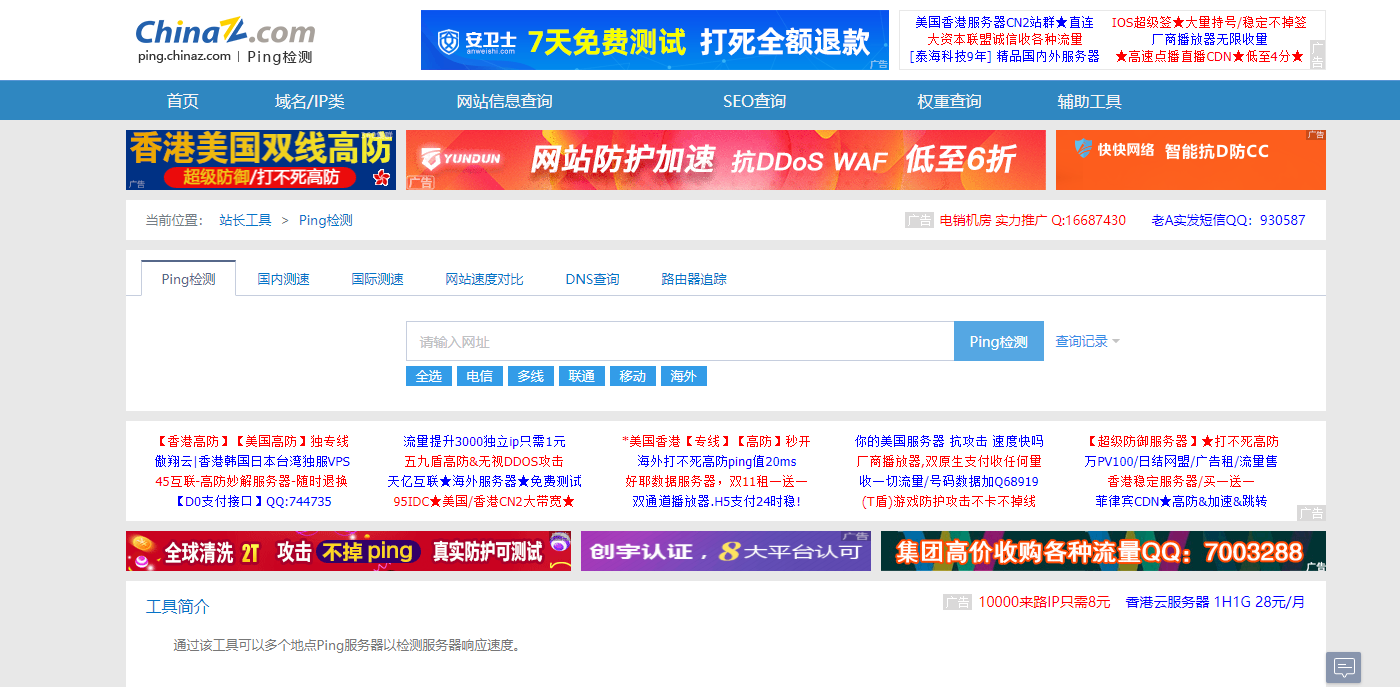 ChinaZ.com
ping.chinaz.com | Ping检测
安卫士
anweishi.com
7天免费测试 打死全额退款
广告
美国香港服务器CN2站群★直连 IOS超级签★大量持号/稳定不掉签
大资本联盟诚信收各种流量 厂商播放器无限收量
[泰海科技9年] 精品国内外服务器 ★高速点播直播CDN★低至4分★
广告
首页 域名/IP类 网站信息查询 SEO查询 权重查询 辅助工具
香港美国双线高防
超级防御/打不死高防
广告
YUNDUN
网站防护加速 抗DDoS WAF 低至6折
广告
快快网络 智能抗D防CC
广告
当前位置： 站长工具 > Ping检测
广告 电销机房 实力推广 Q:16687430 老A实发短信QQ：930587
Ping检测 国内测速 国际测速 网站速度对比 DNS查询 路由器追踪
请输入网址 Ping检测 查询记录
全选 电信 多线 联通 移动 海外
【香港高防】【美国高防】独专线 流量提升3000独立ip只需1元 *美国香港【专线】【高防】秒开 你的美国服务器 抗攻击 速度快吗 【超级防御服务器】★打不死高防
傲翔云|香港韩国日本台湾独服VPS 五九盾高防&无视DDOS攻击 海外打不死高防ping值20ms 厂商播放器,双原生支付收任何量 万PV100/日结网盟/广告租/流量售
45互联-高防妙解服务器-随时退换 天亿互联★海外服务器★免费测试 好耶数据服务器，双11租一送一 收一切流量/号码数据加Q68919 香港稳定服务器/买一送一
【D0支付接口】QQ:744735 95IDC★美国/香港CN2大带宽★ 双通道播放器.H5支付24时稳! (T盾)游戏防护攻击不卡不掉线 菲律宾CDN★高防&加速&跳转
广告
全球清洗 2T 攻击 不掉ping 真实防护可测试
创宇认证，8大平台认可
广告
集团高价收购各种流量QQ：7003288
广告
工具简介
广告 10000来路IP只需8元 香港云服务器 1H1G 28元/月
通过该工具可以多个地点Ping服务器以检测服务器响应速度。